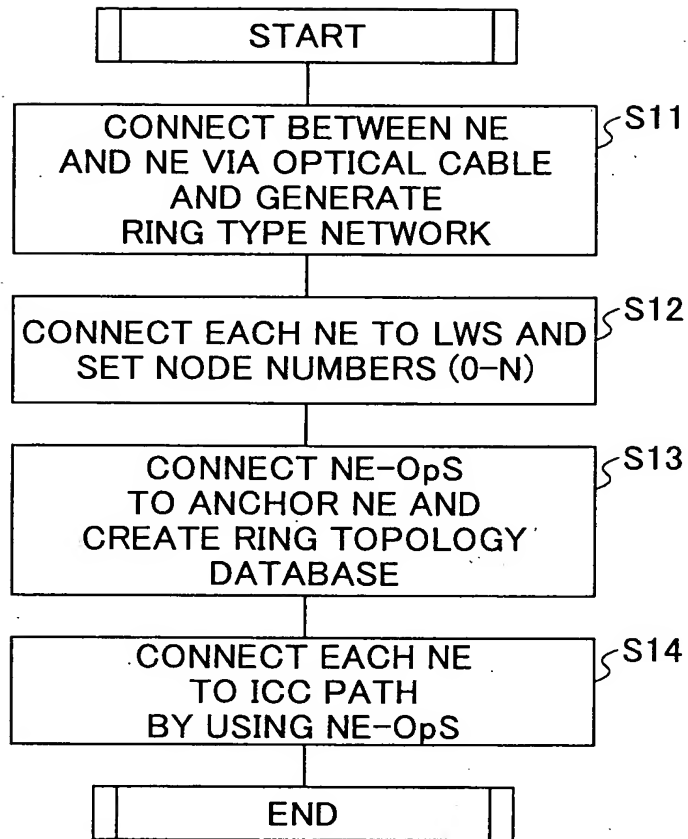 START
CONNECT BETWEEN NE
AND NE VIA OPTICAL CABLE
AND GENERATE
RING TYPE NETWORK
S11
CONNECT EACH NE TO LWS AND
SET NODE NUMBERS (0-N)
S12
CONNECT NE-OpS
TO ANCHOR NE AND
CREATE RING TOPOLOGY
DATABASE
S13
CONNECT EACH NE
TO ICC PATH
BY USING NE-OpS
S14
END